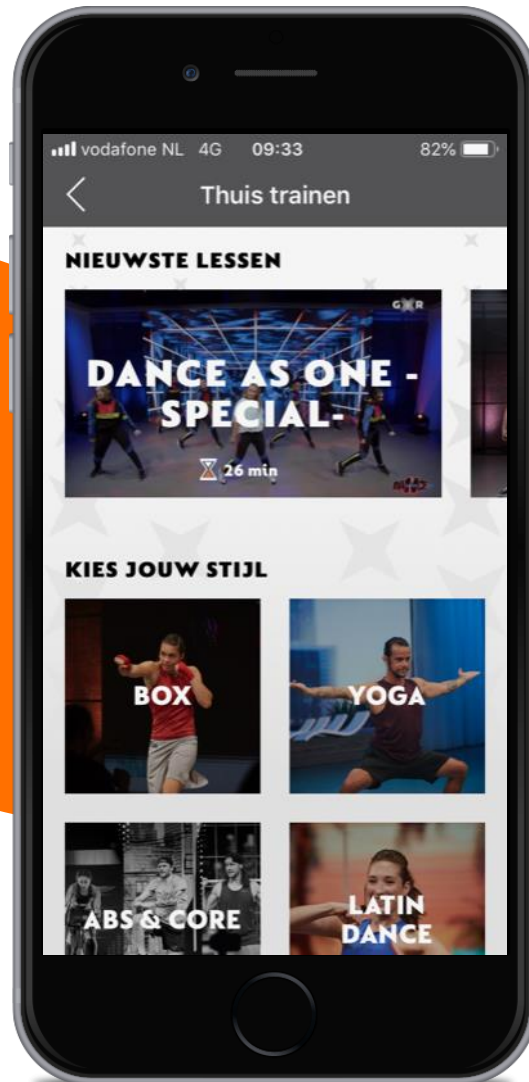 vodafone NL 4G 09:33 82%
Thuis trainen
NIEUWSTE LESSEN
GXR
DANCE AS ONE -
SPECIAL-
26 min
KIES JOUW STIJL
BOX
YOGA
ABS & CORE
LATIN
DANCE